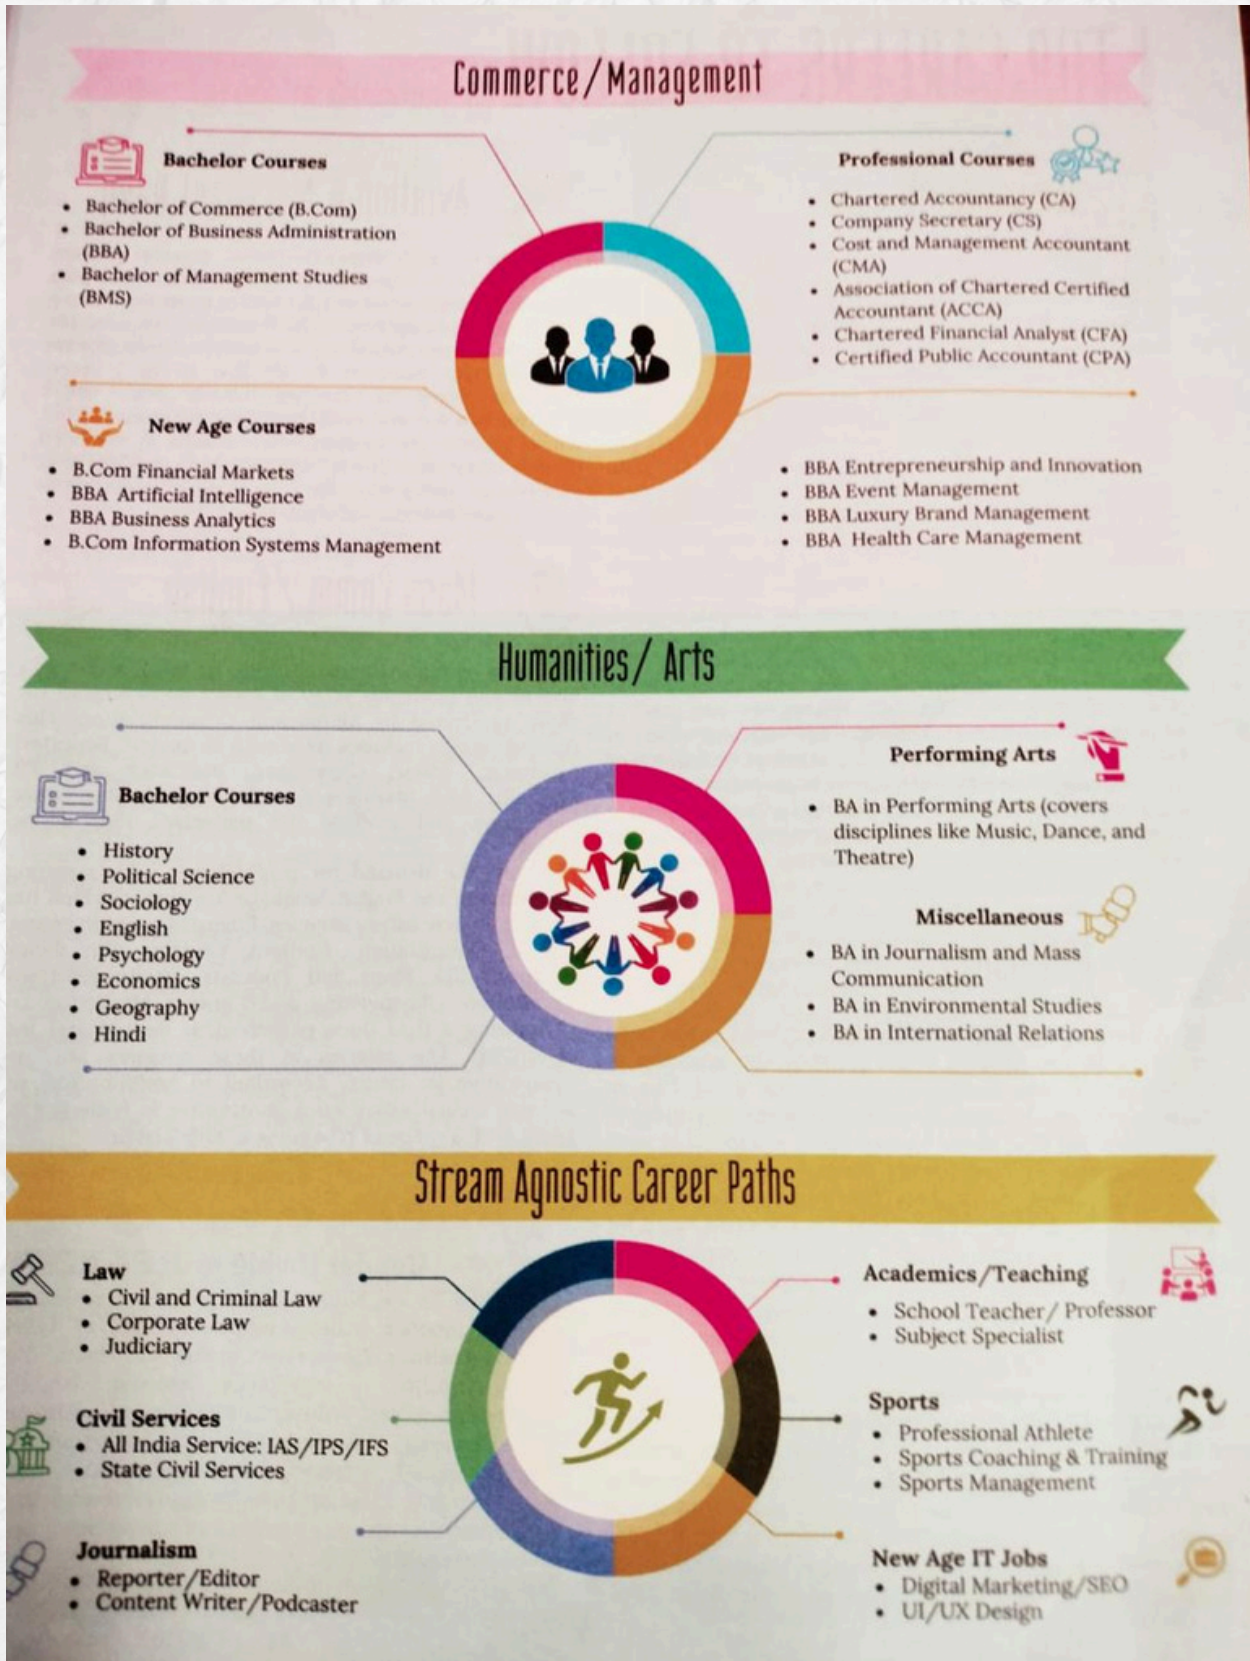 Commerce/Management
Bachelor Courses
• Bachelor of Commerce (B.Com)
• Bachelor of Business Administration
(BBA)
• Bachelor of Management Studies
(BMS)
Professional Courses
• Chartered Accountancy (CA)
• Company Secretary (CS)
• Cost and Management Accountant
(CMA)
• Association of Chartered Certified
Accountant (ACCA)
• Chartered Financial Analyst (CFA)
• Certified Public Accountant (CPA)
New Age Courses
• B.Com Financial Markets
• BBA Artificial Intelligence
• BBA Business Analytics
• B.Com Information Systems Management
• BBA Entrepreneurship and Innovation
• BBA Event Management
• BBA Luxury Brand Management
• BBA Health Care Management
Humanities/ Arts
Bachelor Courses
• History
• Political Science
• Sociology
• English
• Psychology
• Economics
• Geography
• Hindi
Performing Arts
• BA in Performing Arts (covers
disciplines like Music, Dance, and
Theatre)
Miscellaneous
• BA in Journalism and Mass
Communication
• BA in Environmental Studies
• BA in International Relations
Stream Agnostic Career Paths
Law
• Civil and Criminal Law
• Corporate Law
• Judiciary
Civil Services
• All India Service: IAS/IPS/IFS
• State Civil Services
Journalism
• Reporter/Editor
• Content Writer/Podcaster
Academics/Teaching
• School Teacher/ Professor
• Subject Specialist
Sports
• Professional Athlete
• Sports Coaching & Training
• Sports Management
New Age IT Jobs
• Digital Marketing/SEO
• UI/UX Design